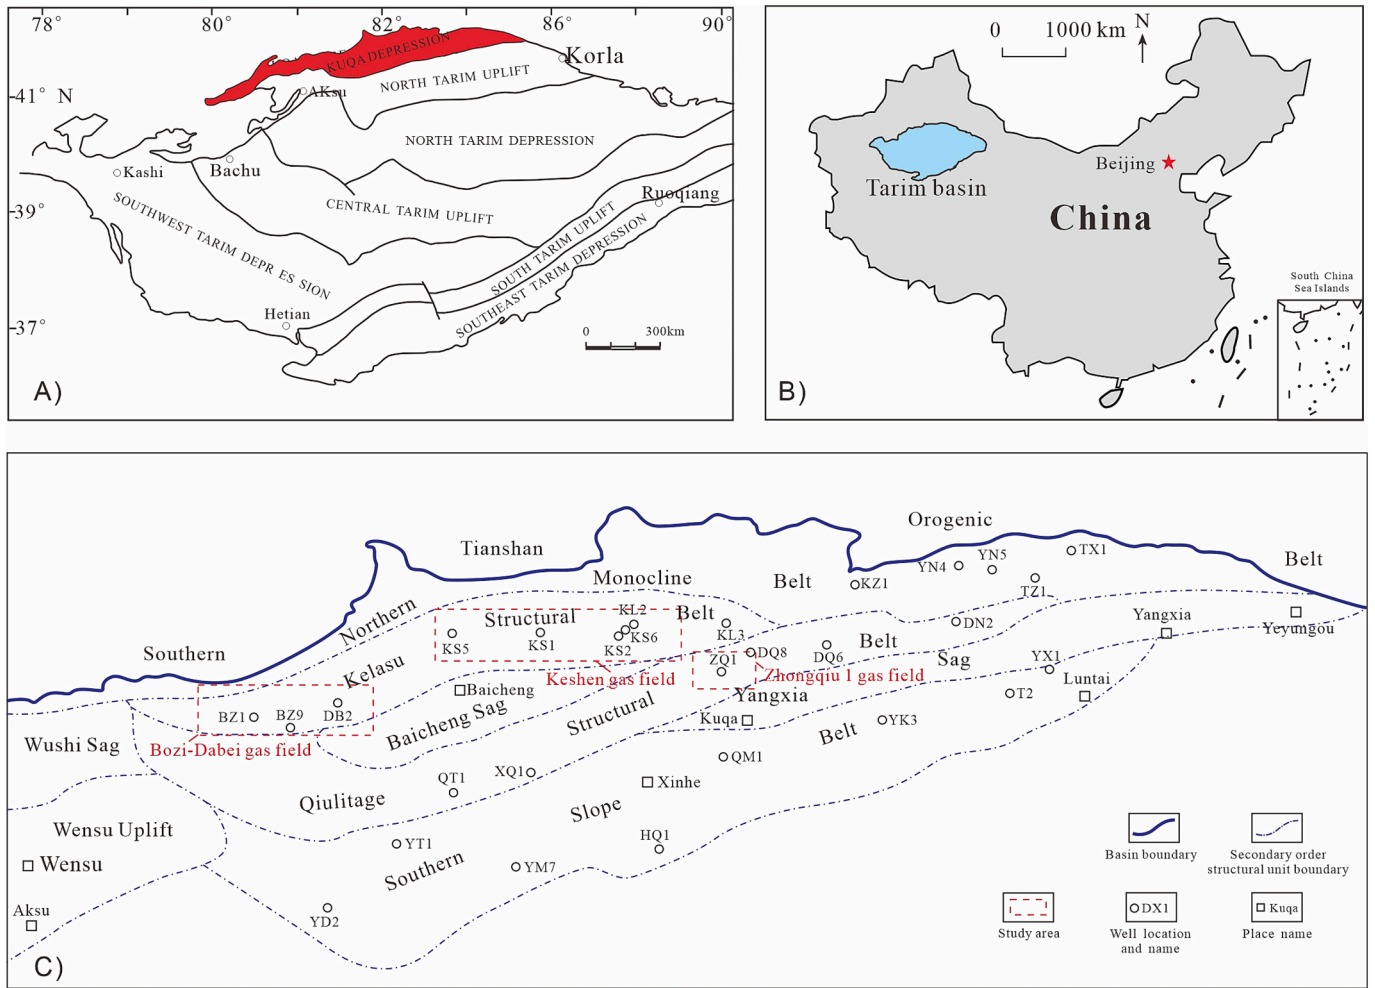 78°
80°
82°
86°
90°
KUQA DEPRESSION
Korla
NORTH TARIM UPLIFT
41° N
AKsu
NORTH TARIM DEPRESSION
Kashi
Bachu
Ruoqiang
CENTRAL TARIM UPLIFT
39°
SOUTHWEST TARIM DEPR ES SION
SOUTH TARIM UPLIFT
SOUTHEAST TARIM DEPRESSION
Hetian
37°
0 300km
A)
0 1000 km
N
Beijing
Tarim basin
China
South China
Sea Islands
B)
Orogenic
Tianshan
YN5
TX1
Belt
YN4
Monocline
Belt
KZ1
TZ1
Northern
Structural
KL2
Belt
Yangxia
KS6
KL3
DN2
Yeyungou
KS5
KS1
KS2
Belt
Southern
ZQ1
DQ8
DQ6
Sag
YX1
Kelasu
Keshen gas field
Zhongqiu 1 gas field
Luntai
Baicheng
Yangxia
T2
BZ1
BZ9
DB2
Baicheng Sag
Structural
Kuqa
YK3
Belt
Wushi Sag
Bozi-Dabei gas field
QM1
QT1
XQ1
Xinhe
Qiulitage
Slope
Wensu Uplift
HQ1
YT1
Wensu
Southern
YM7
Aksu
YD2
Basin boundary
Secondary order
structural unit boundary
DX1
Kuqa
Study area
Well location
and name
Place name
C)